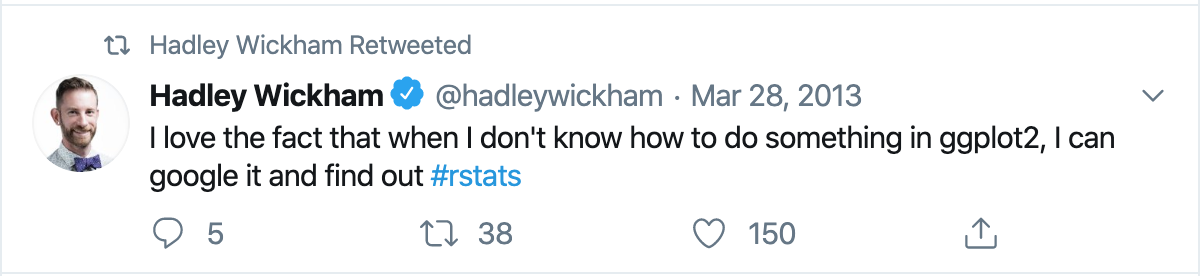 Hadley Wickham Retweeted
Hadley Wickham @hadleywickham · Mar 28, 2013
I love the fact that when I don't know how to do something in ggplot2, I can
google it and find out #rstats
5 38 150